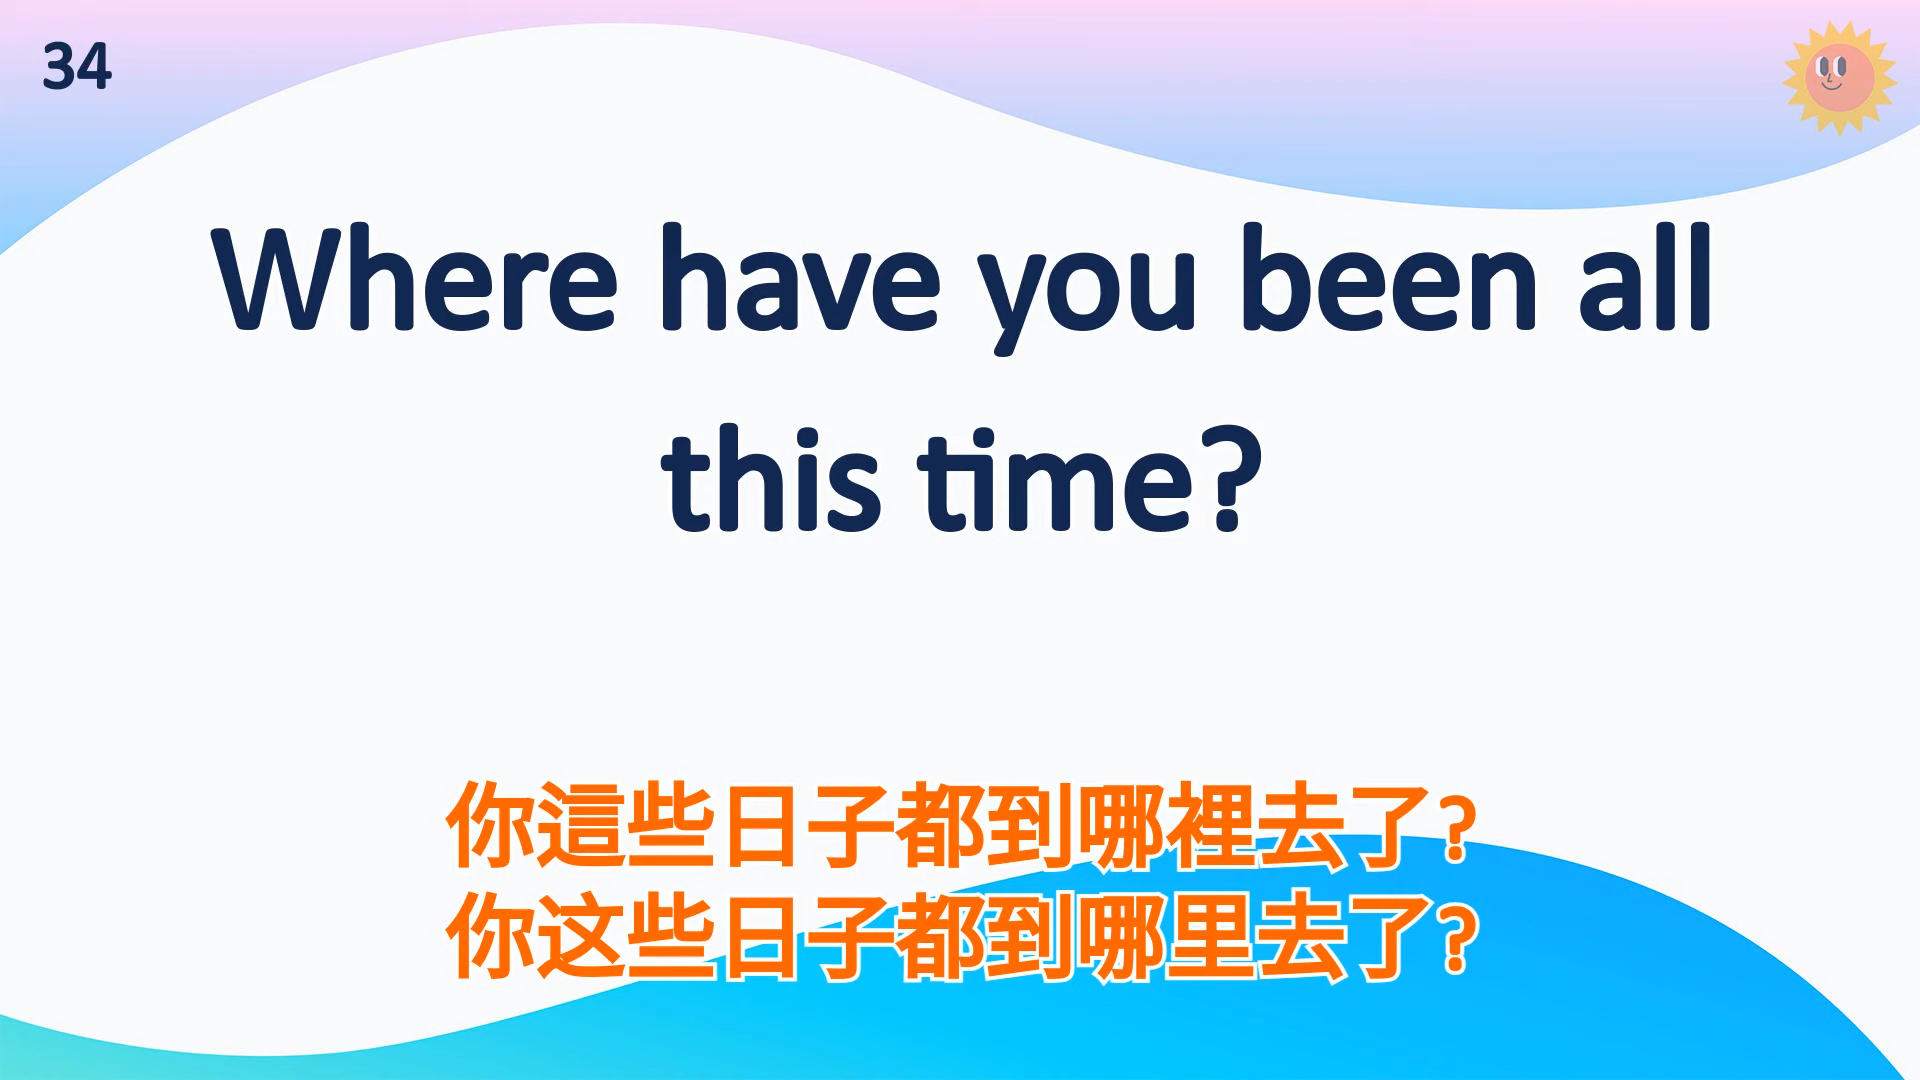 34
Where have you been all
this time?
你這些日子都到哪裡去了?
你这些日子都到哪里去了?